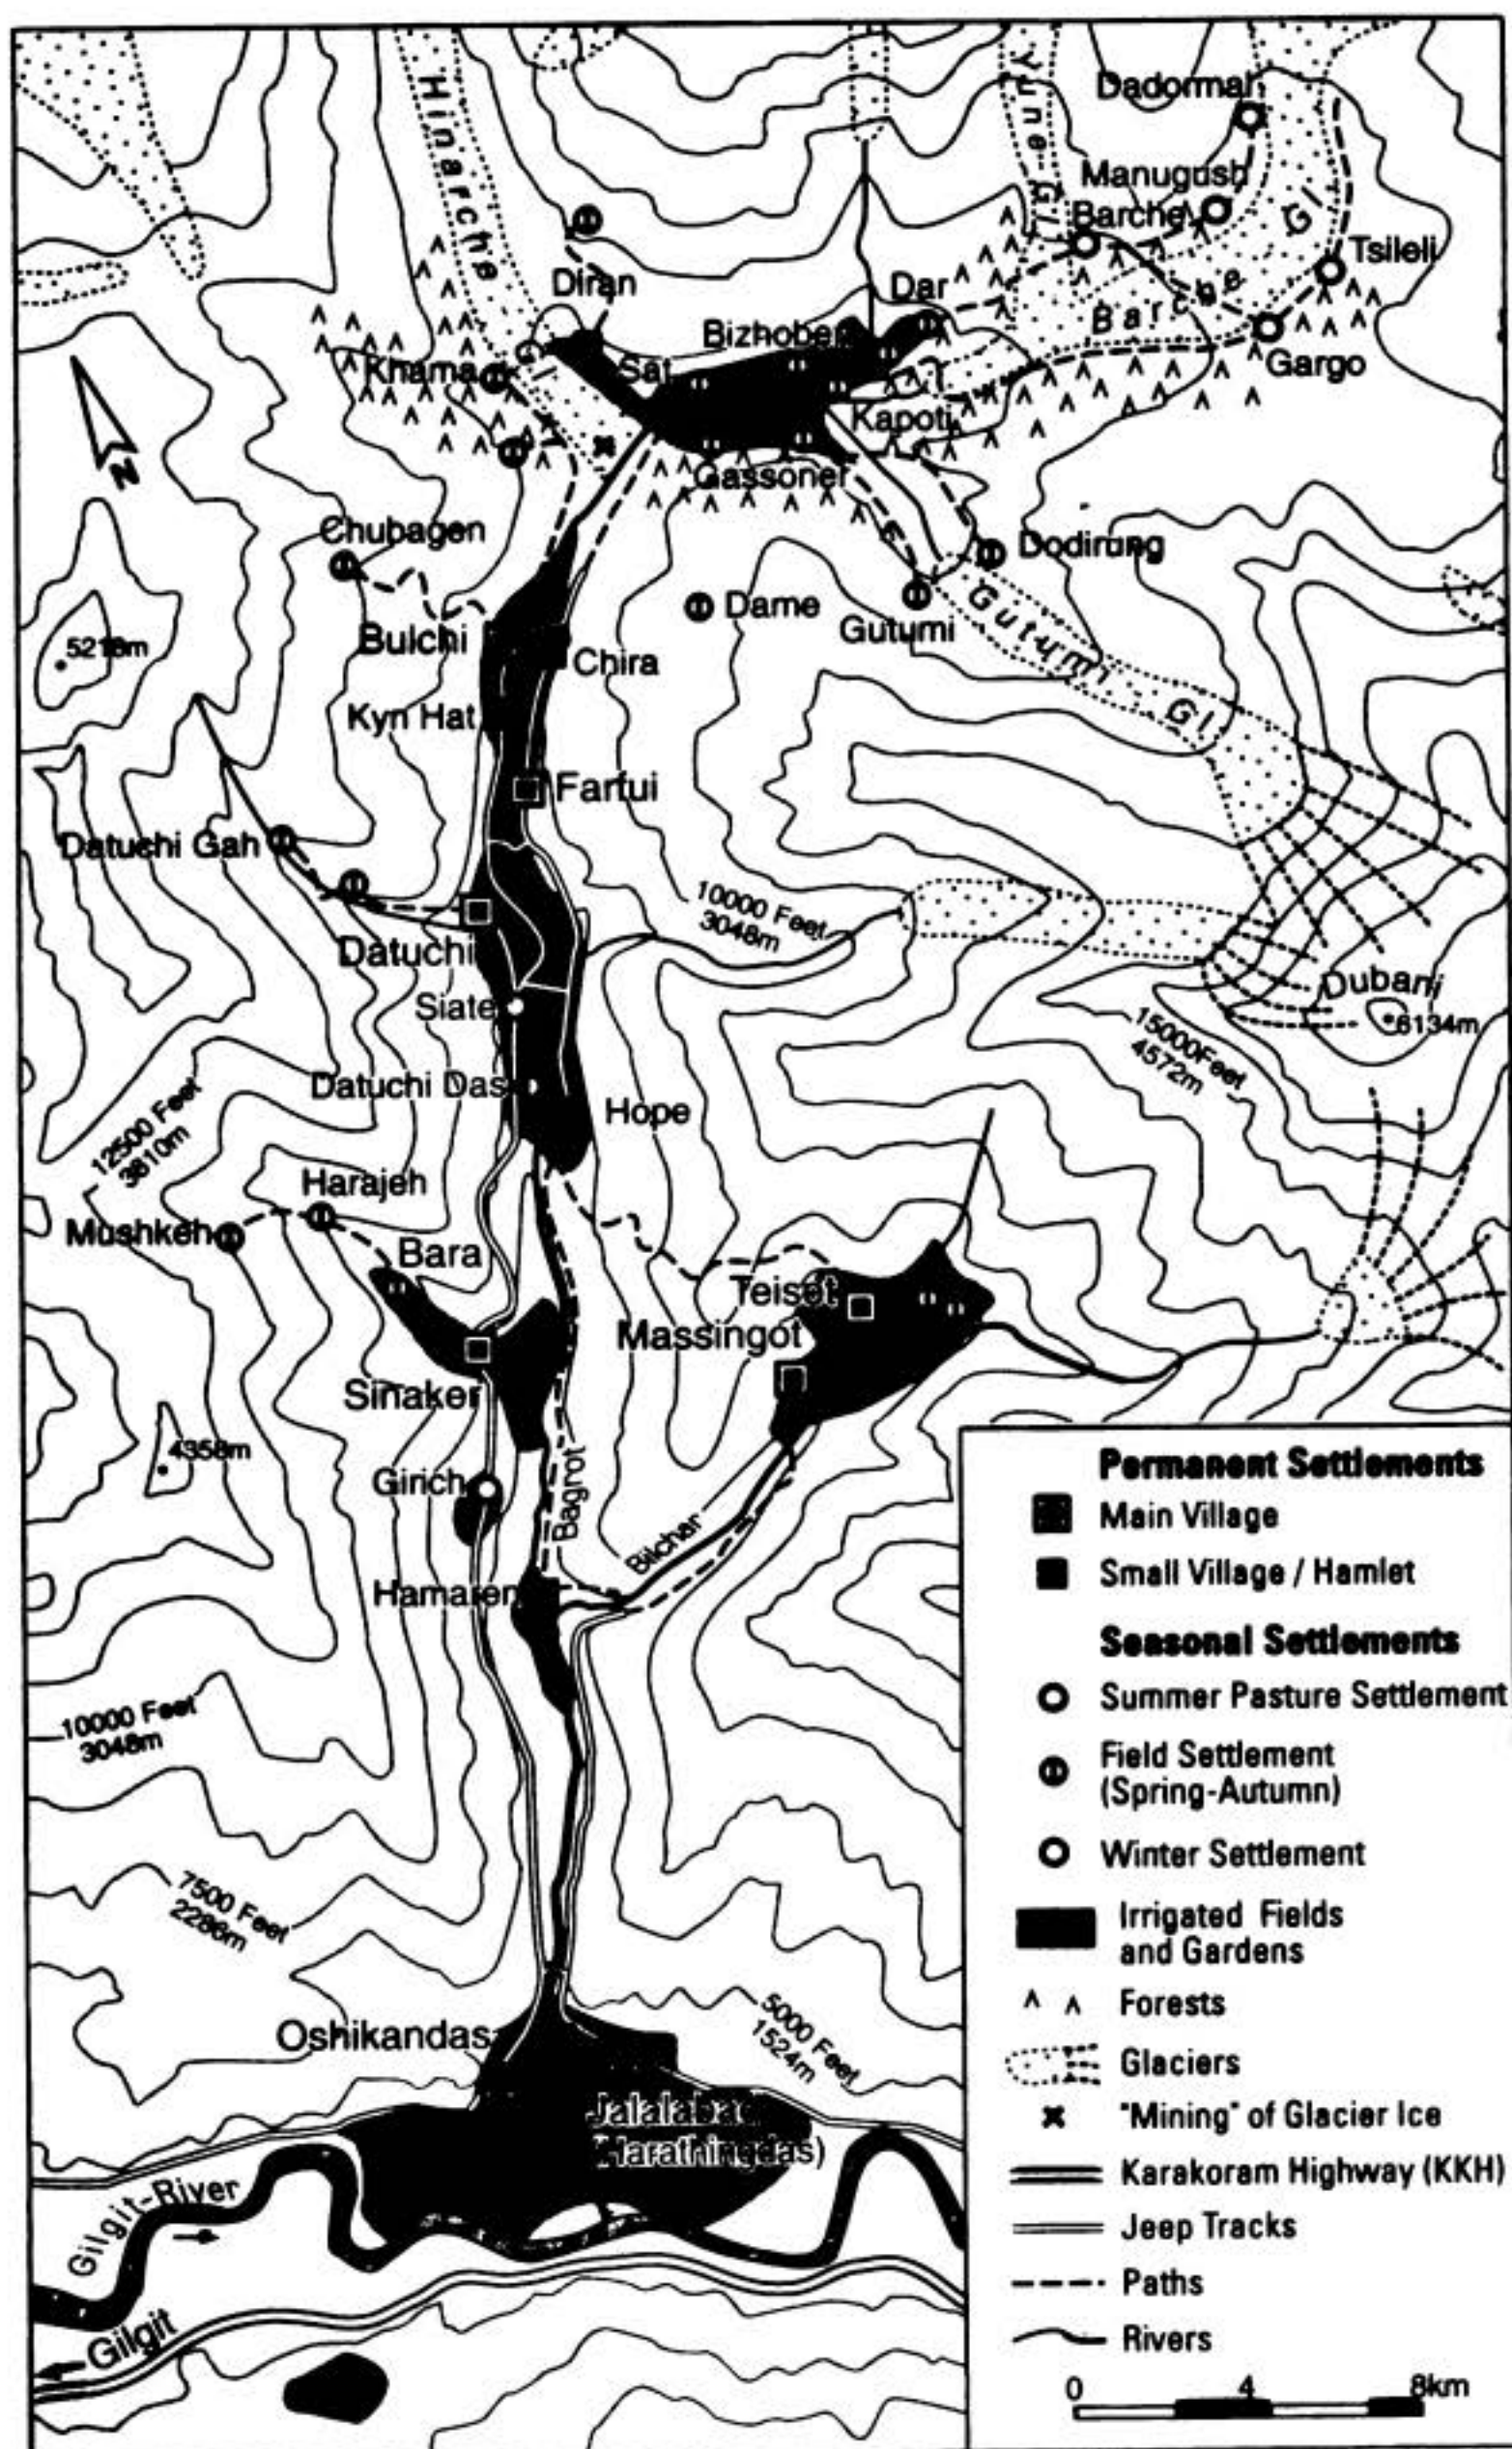 Hinarche
Gl
Yune Gl.
Dadormah
Manugush
Barche
Barche Gl
Tsileli
Gargo
Diran
Dar
Bizhober
Sat
Khama
Kapoti
Gassoner
N
Chubagen
Dodirung
Dame
Gutumi
Gutumi Gl
Bulchi
Chira
5218m
Kyn Hat
Farfui
Datuchi Gah
10000 Feet
3048m
Datuchi
Dubani
6134m
Siate
15000Feet
4572m
Datuchi Das
Hope
12500 Feet
3810m
Harajeh
Mushkeh
Bara
Teisot
Massingot
Sinaker
4358m
Girich
Bagrot
Bilchar
Hamaren
10000 Feet
3048m
7500 Feet
2286m
5000 Feet
1524m
Oshikandas
Jalalabad
(Harathingdas)
Gilgit-River
Gilgit
Permanent Settlements
Main Village
Small Village / Hamlet
Seasonal Settlements
Summer Pasture Settlement
Field Settlement
(Spring-Autumn)
Winter Settlement
Irrigated Fields
and Gardens
Forests
Glaciers
"Mining" of Glacier Ice
Karakoram Highway (KKH)
Jeep Tracks
Paths
Rivers
0 4 8km